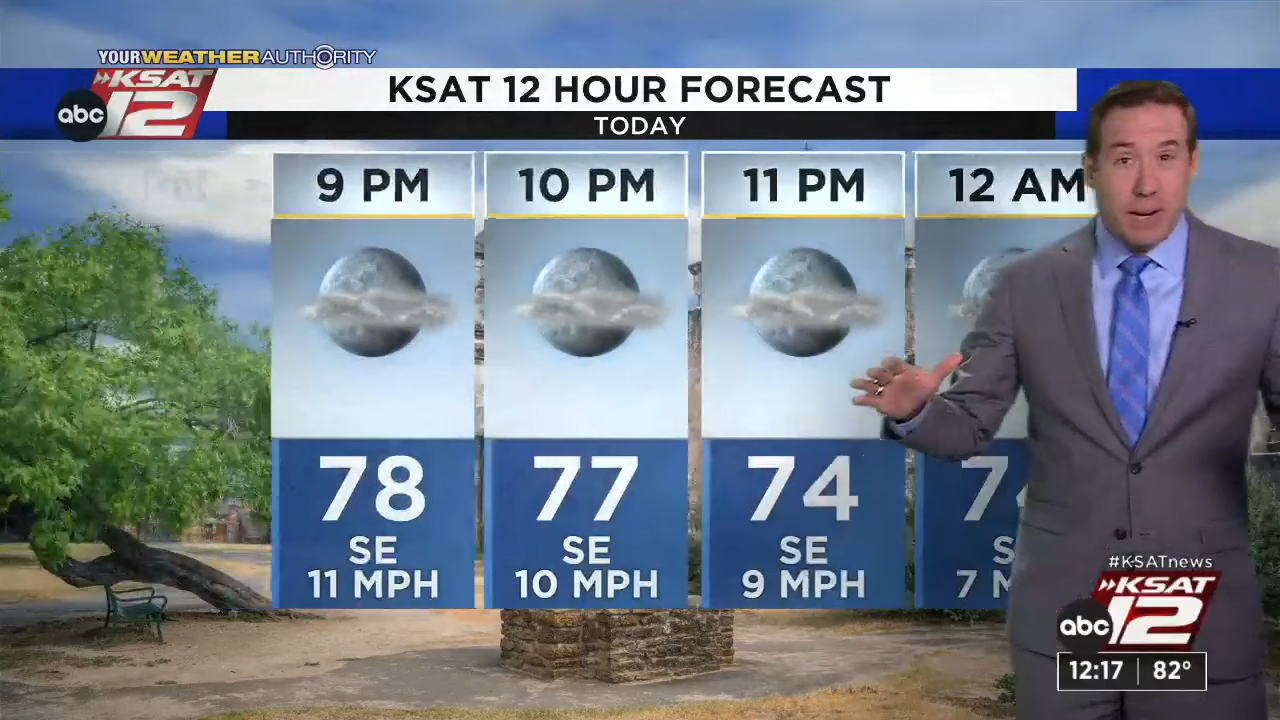 YOURWEATHERAUTHORITY
KSAT
abc 12
KSAT 12 HOUR FORECAST
TODAY
9 PM
10 PM
11 PM
12 AM
78
77
74
SE
SE
SE
11 MPH
10 MPH
9 MPH
7 M
#KSATnews
KSAT
abc 12
12:17 82°